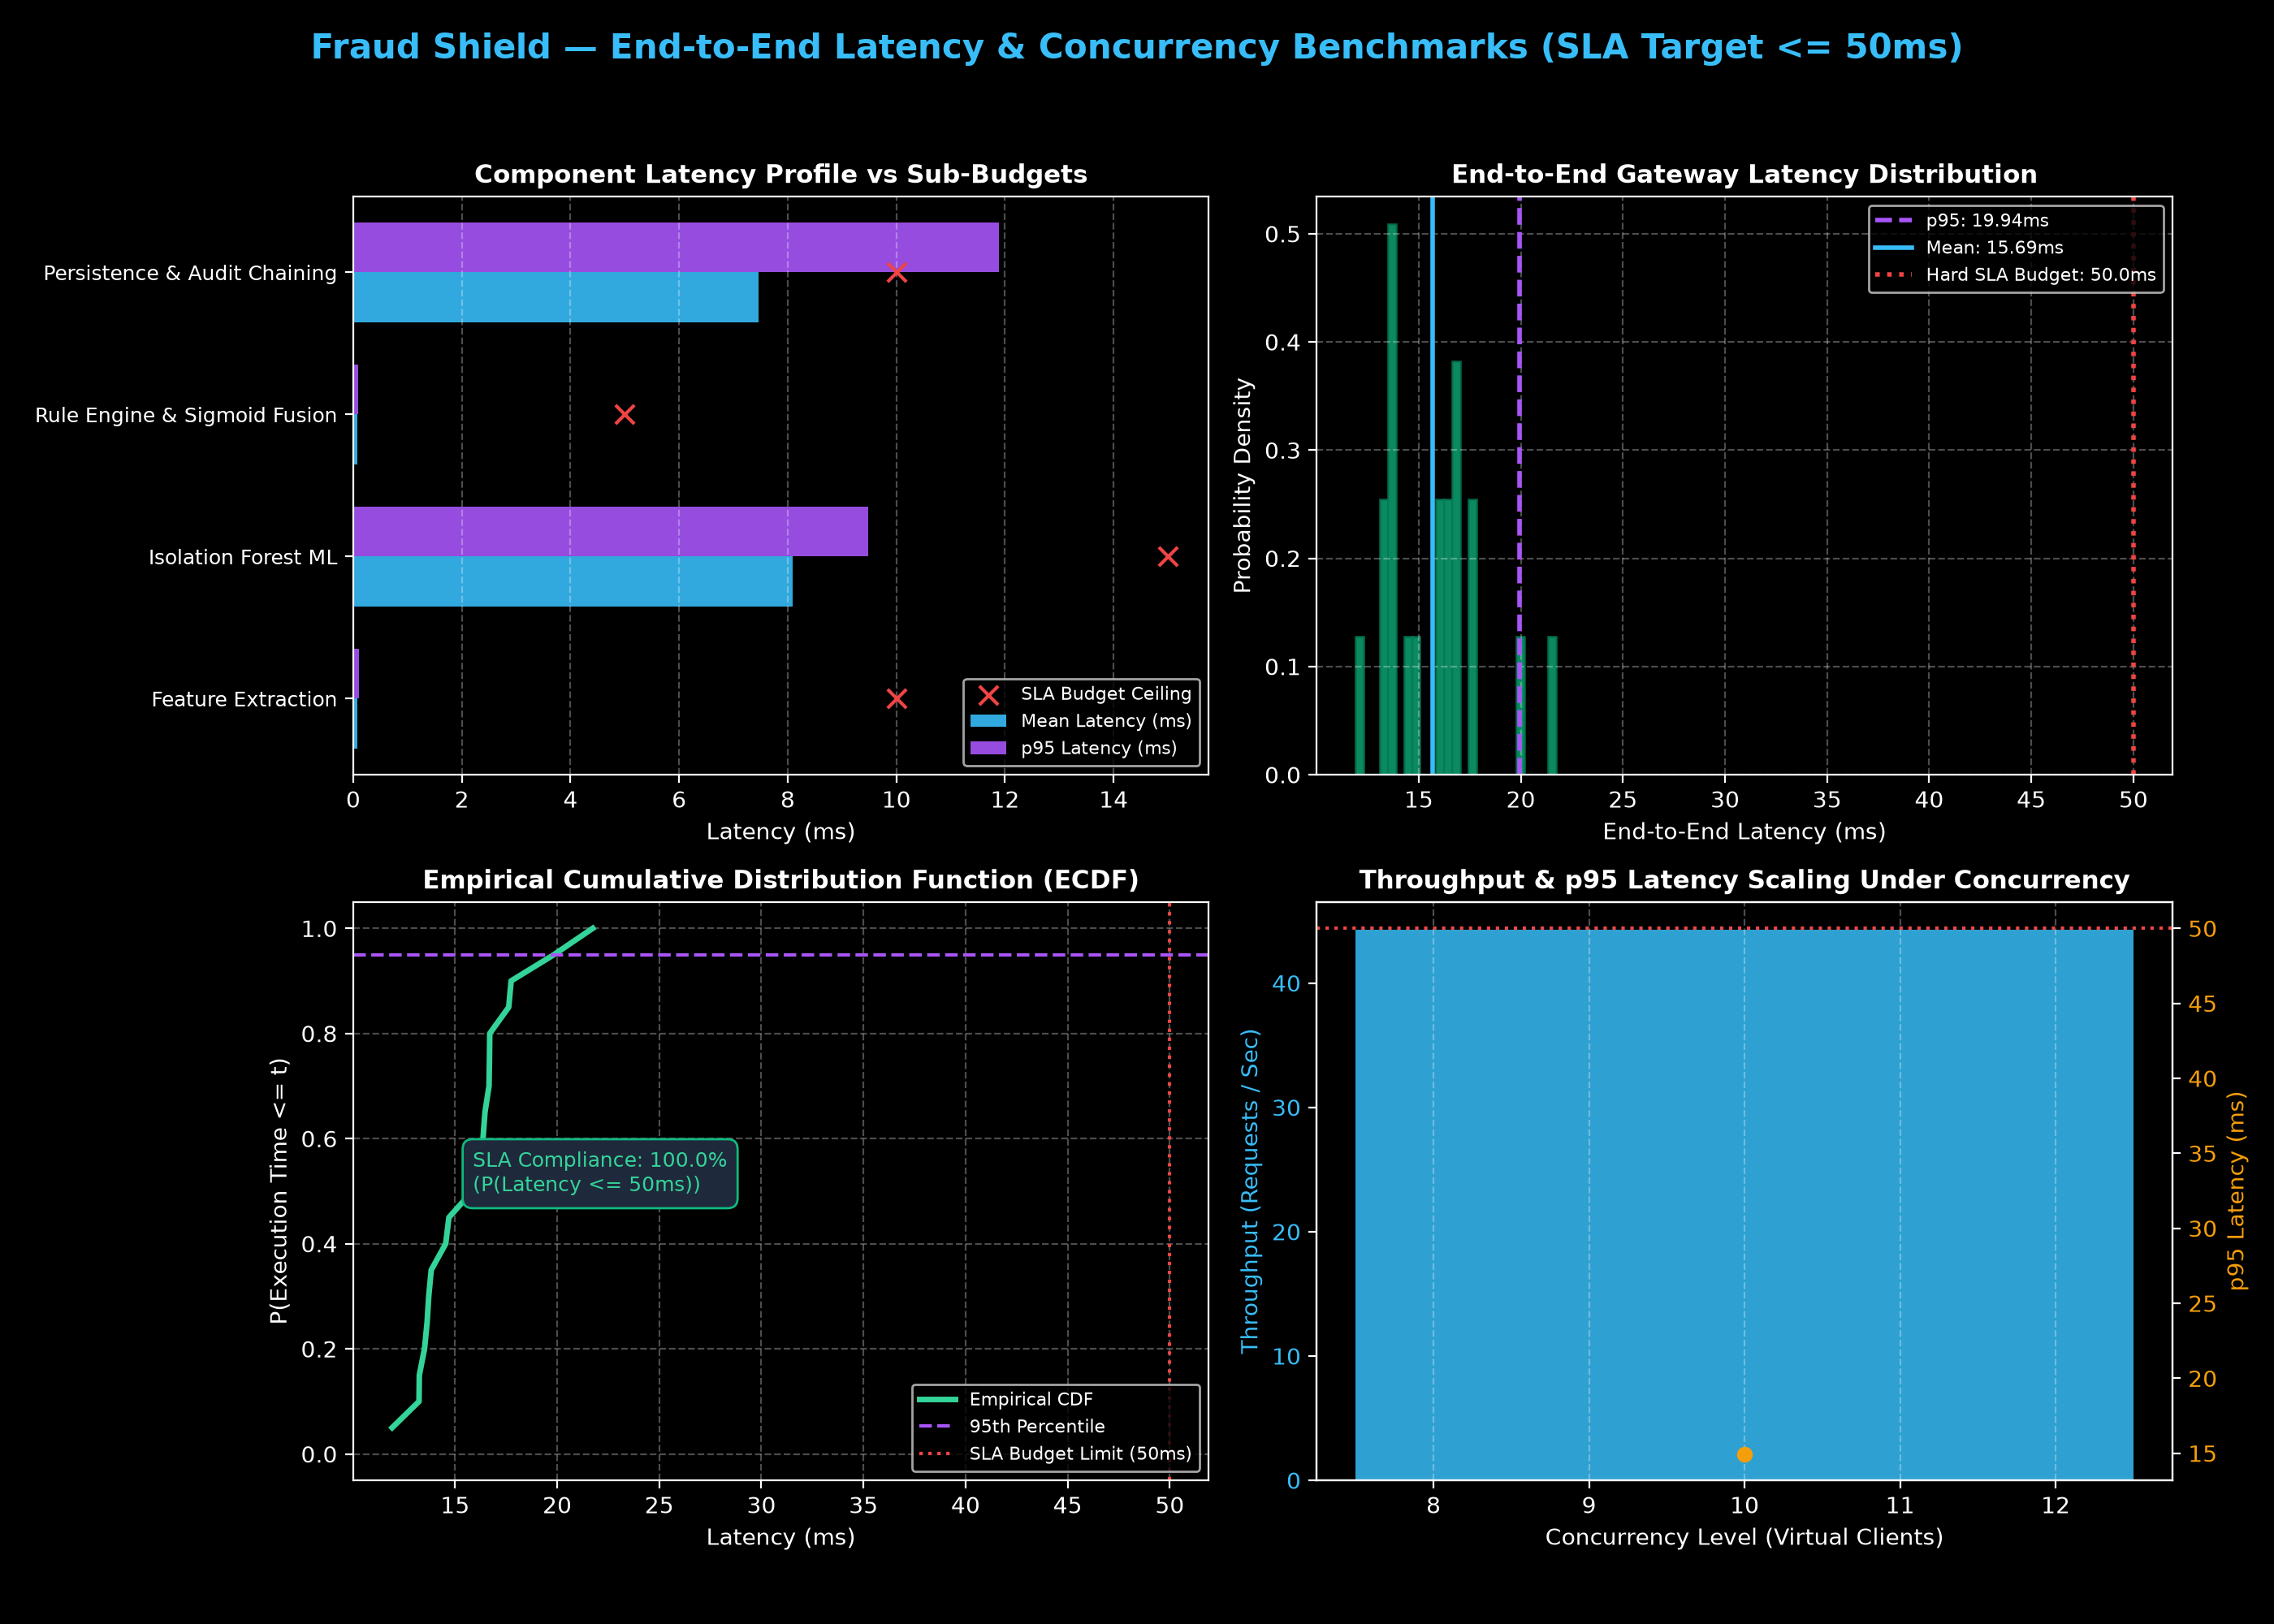 Fraud Shield — End-to-End Latency & Concurrency Benchmarks (SLA Target <= 50ms)
Component Latency Profile vs Sub-Budgets
Persistence & Audit Chaining
Rule Engine & Sigmoid Fusion
Isolation Forest ML
Feature Extraction
SLA Budget Ceiling
Mean Latency (ms)
p95 Latency (ms)
0 2 4 6 8 10 12 14
Latency (ms)
End-to-End Gateway Latency Distribution
Probability Density
0.5
0.4
0.3
0.2
0.1
0.0
p95: 19.94ms
Mean: 15.69ms
Hard SLA Budget: 50.0ms
15 20 25 30 35 40 45 50
End-to-End Latency (ms)
Empirical Cumulative Distribution Function (ECDF)
P(Execution Time <= t)
1.0
0.8
0.6
0.4
0.2
0.0
SLA Compliance: 100.0%
(P(Latency <= 50ms))
Empirical CDF
95th Percentile
SLA Budget Limit (50ms)
15 20 25 30 35 40 45 50
Latency (ms)
Throughput & p95 Latency Scaling Under Concurrency
Throughput (Requests / Sec)
40
30
20
10
0
50
45
40
35
30
25
20
15
p95 Latency (ms)
8 9 10 11 12
Concurrency Level (Virtual Clients)